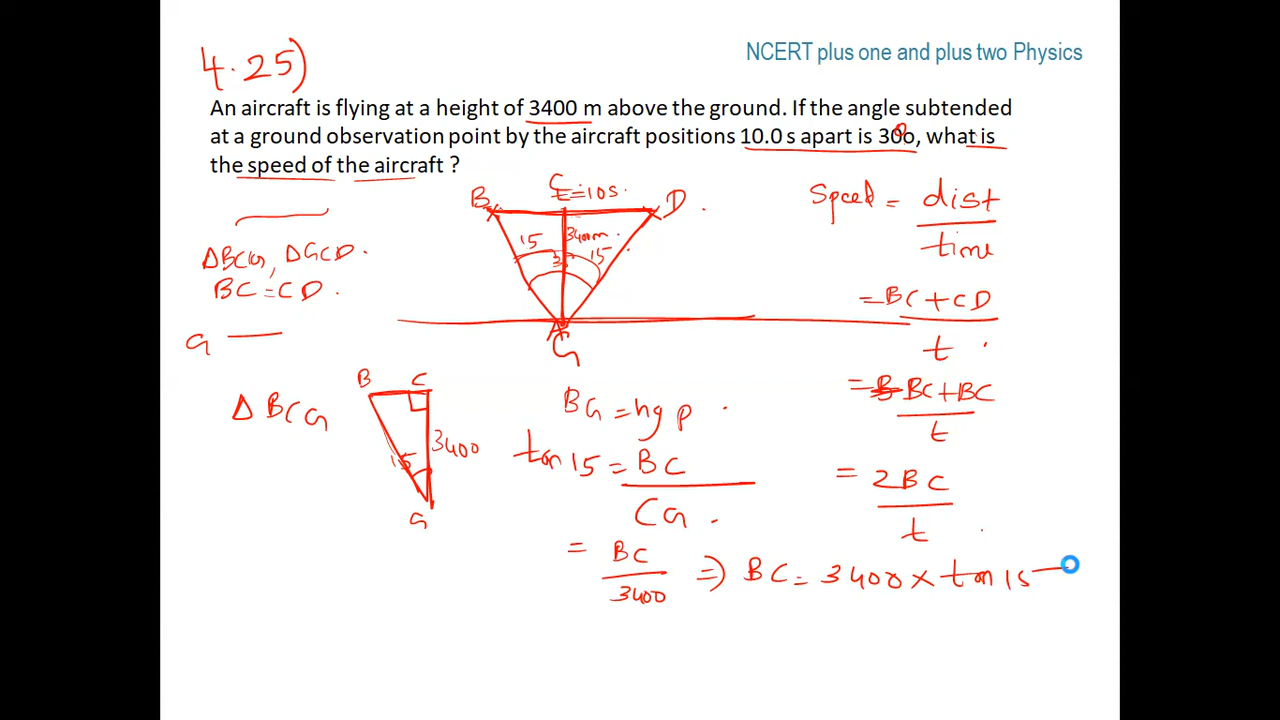 4.25)
NCERT plus one and plus two Physics
An aircraft is flying at a height of 3400 m above the ground. If the angle subtended
at a ground observation point by the aircraft positions 10.0 s apart is 30o, what is
the speed of the aircraft ?
B C t=10s. D
15 3400m 15
G
ΔBCG, ΔGCD.
BC = CD.
G
Speed = dist
time
= BC + CD
t
= BC + BC
t
= 2BC
t
Δ BCG
B C
15 3400
G
BG = hyp
tan 15 = BC
CG
= BC
3400
⇒ BC = 3400 × tan 15